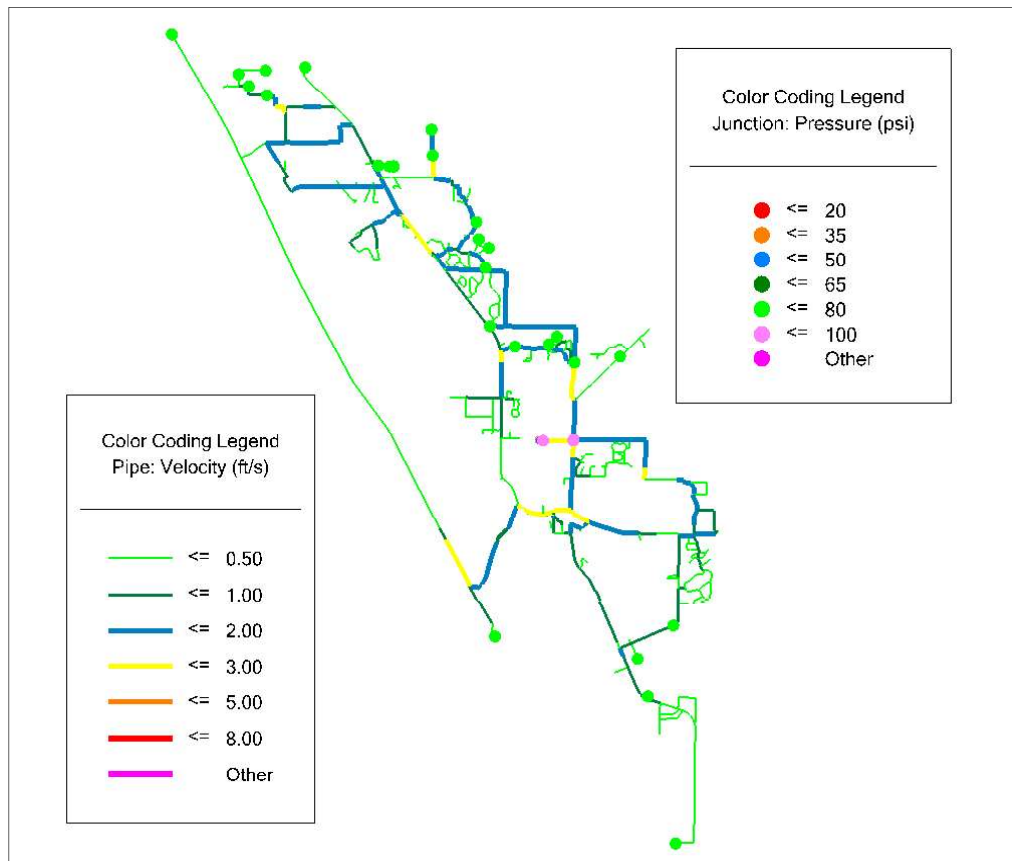 Color Coding Legend
Junction: Pressure (psi)
<= 20
<= 35
<= 50
<= 65
<= 80
<= 100
Other
Color Coding Legend
Pipe: Velocity (ft/s)
<= 0.50
<= 1.00
<= 2.00
<= 3.00
<= 5.00
<= 8.00
Other